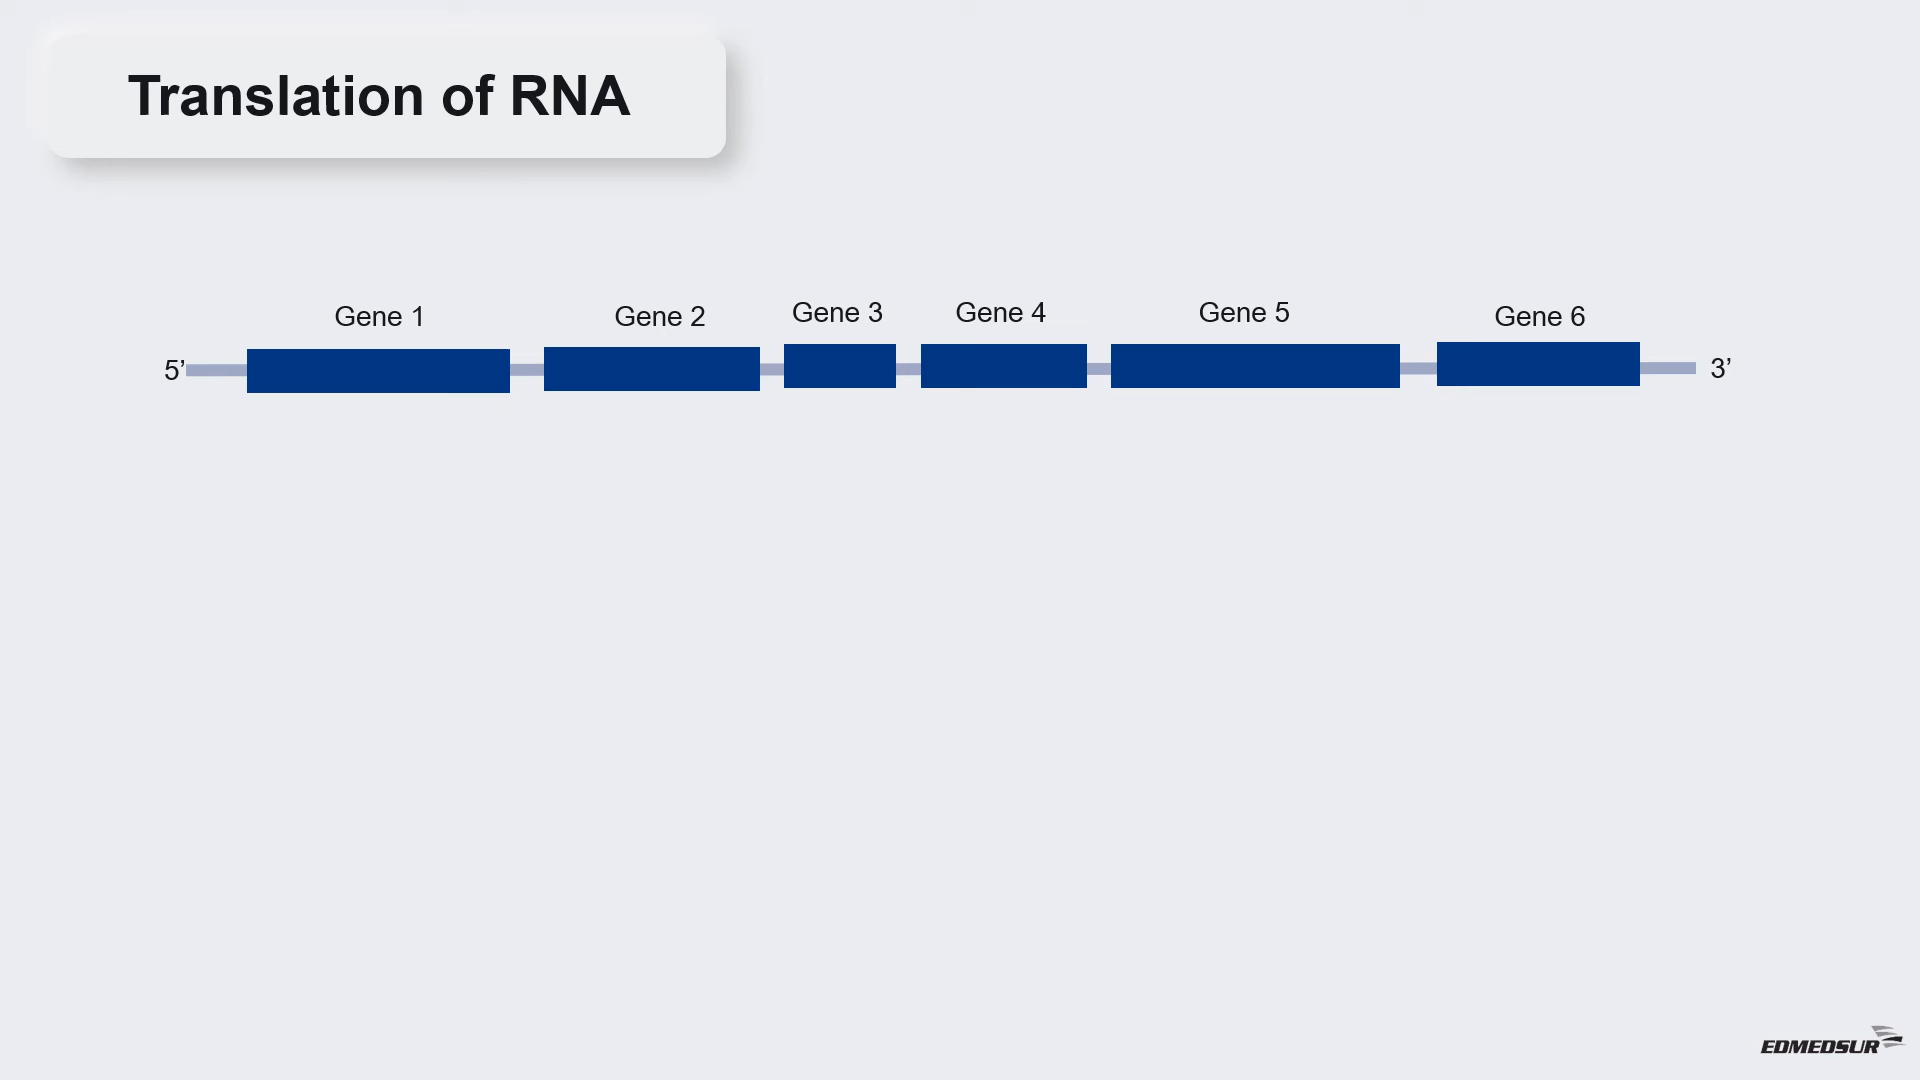 Translation of RNA
Gene 1 Gene 2 Gene 3 Gene 4 Gene 5 Gene 6
5’ 3’
EDMEDSUR